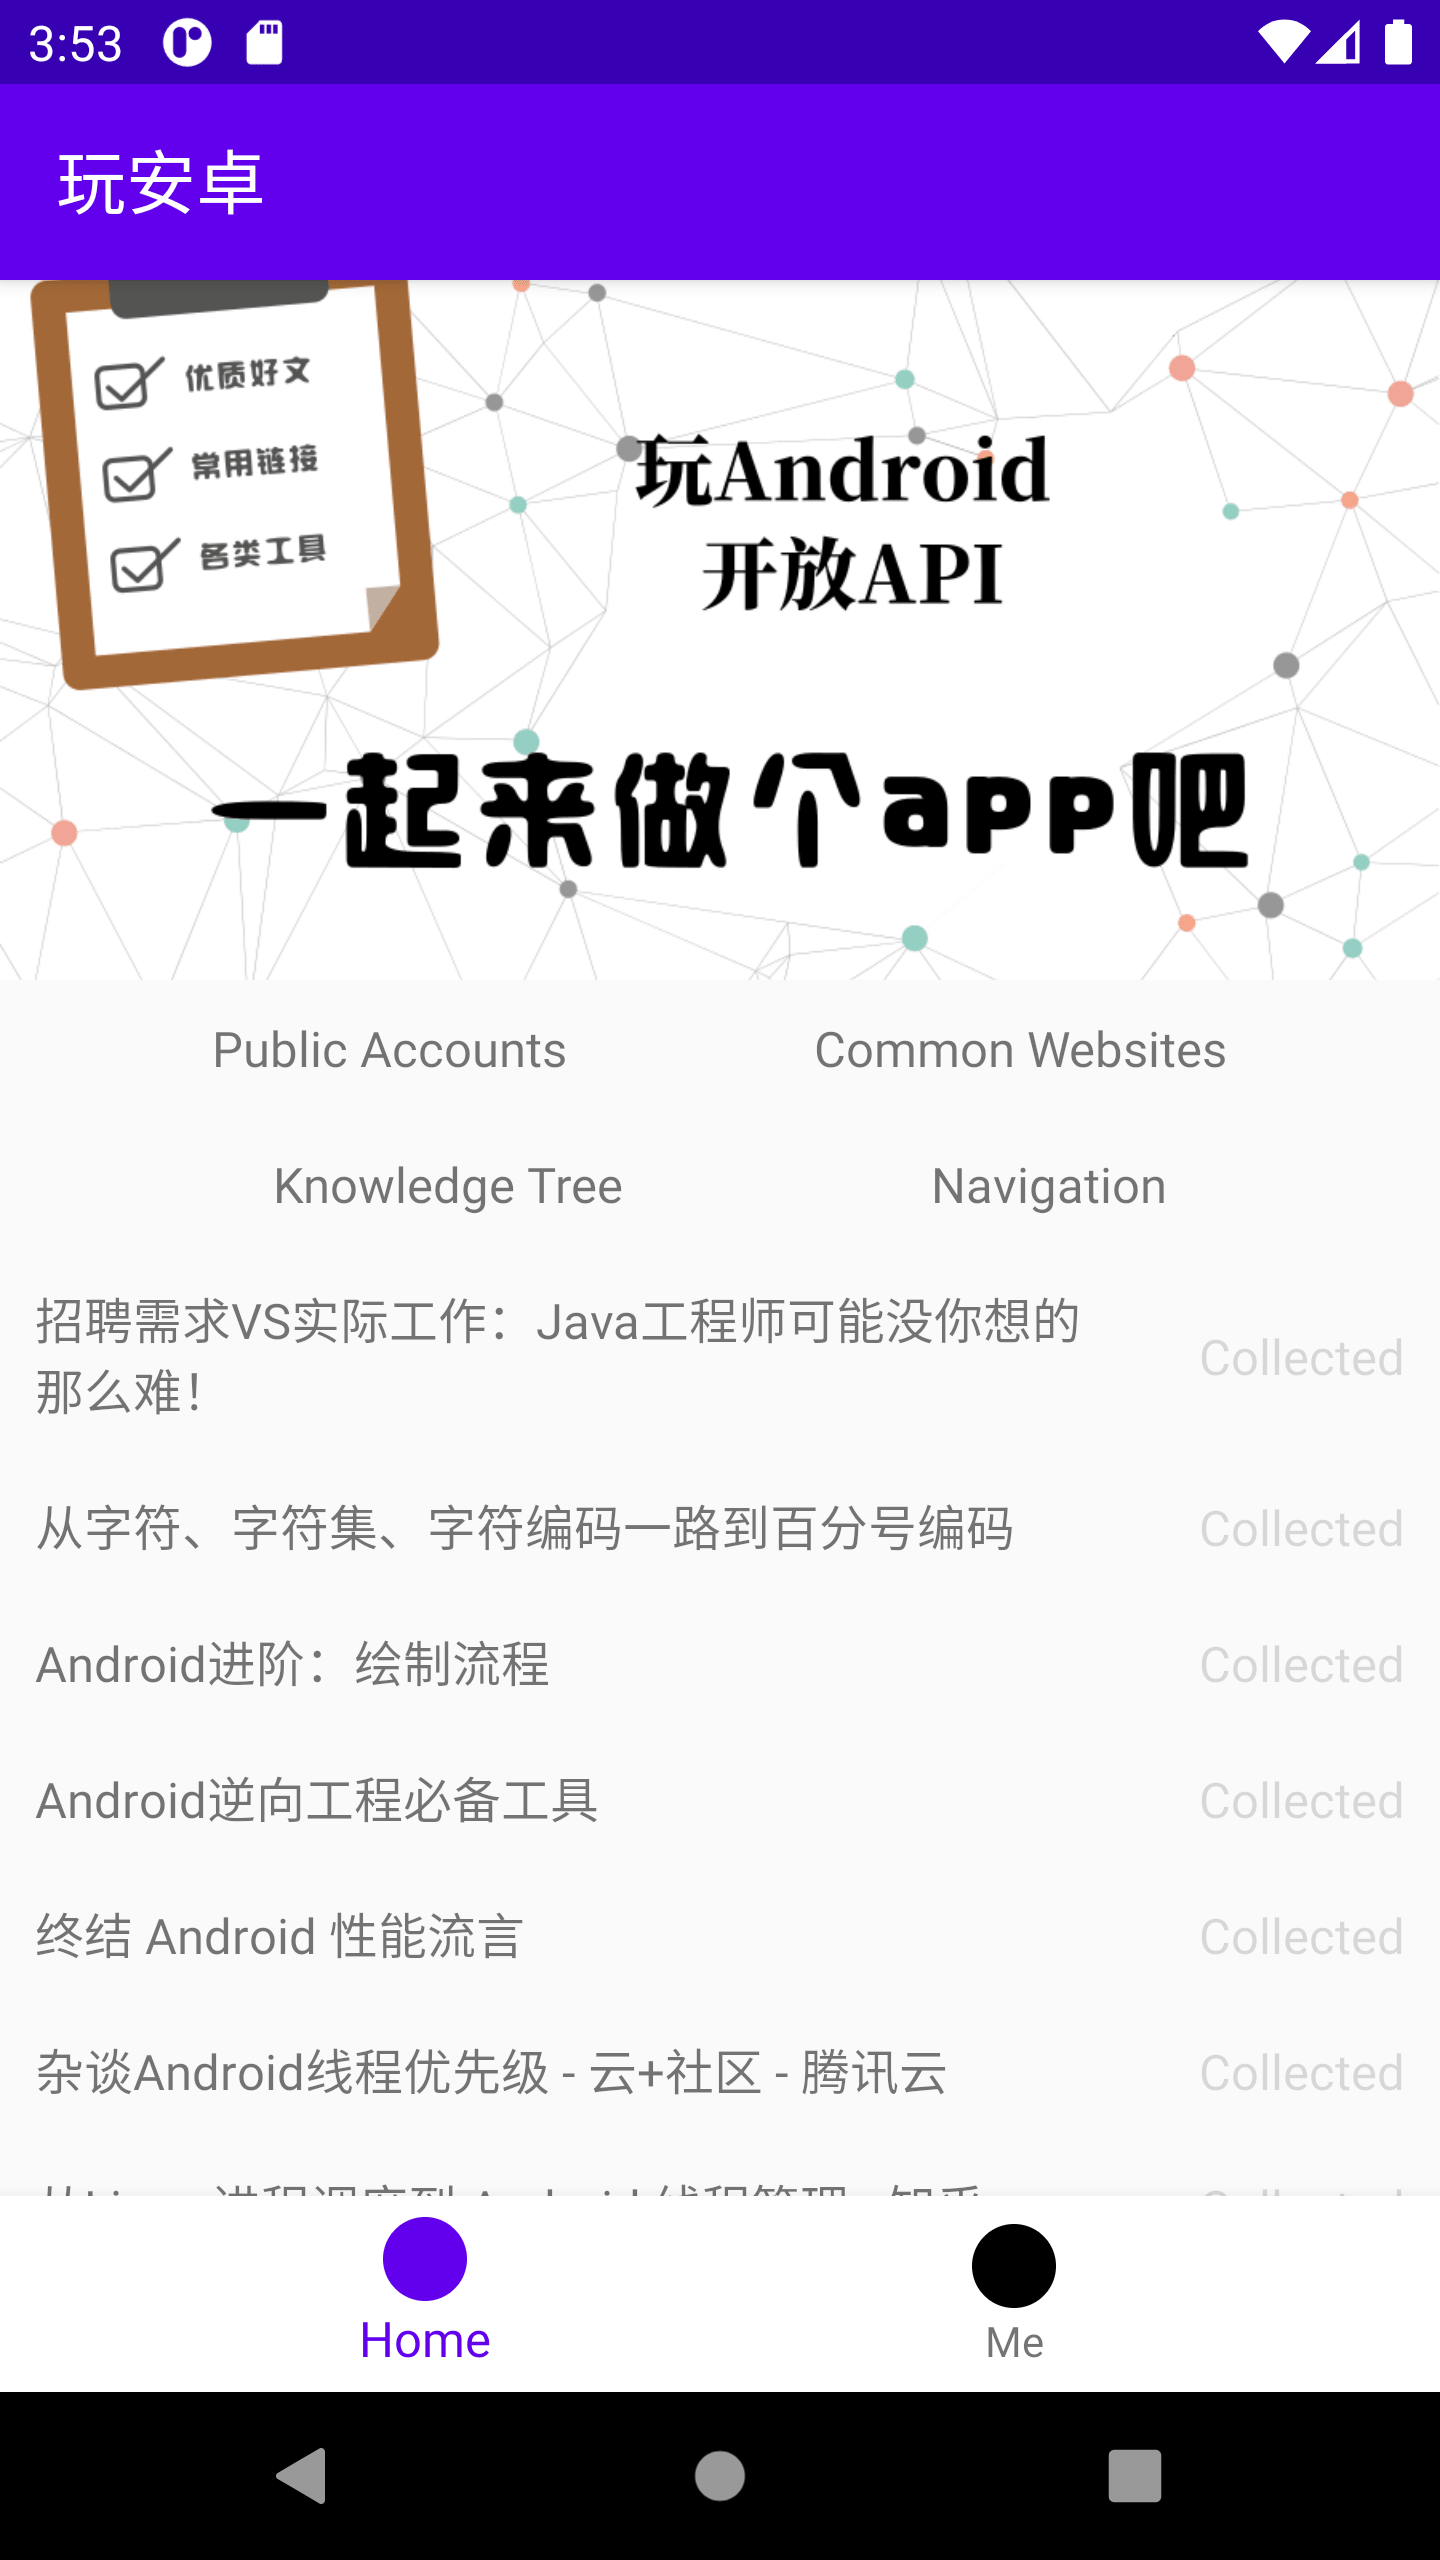 3:53
玩安卓
优质好文
常用链接
各类工具
玩Android
开放API
一起来做个app吧
Public Accounts
Common Websites
Knowledge Tree
Navigation
招聘需求VS实际工作：Java工程师可能没你想的
那么难！
Collected
从字符、字符集、字符编码一路到百分号编码
Collected
Android进阶：绘制流程
Collected
Android逆向工程必备工具
Collected
终结 Android 性能流言
Collected
杂谈Android线程优先级 - 云+社区 - 腾讯云
Collected
Home
Me